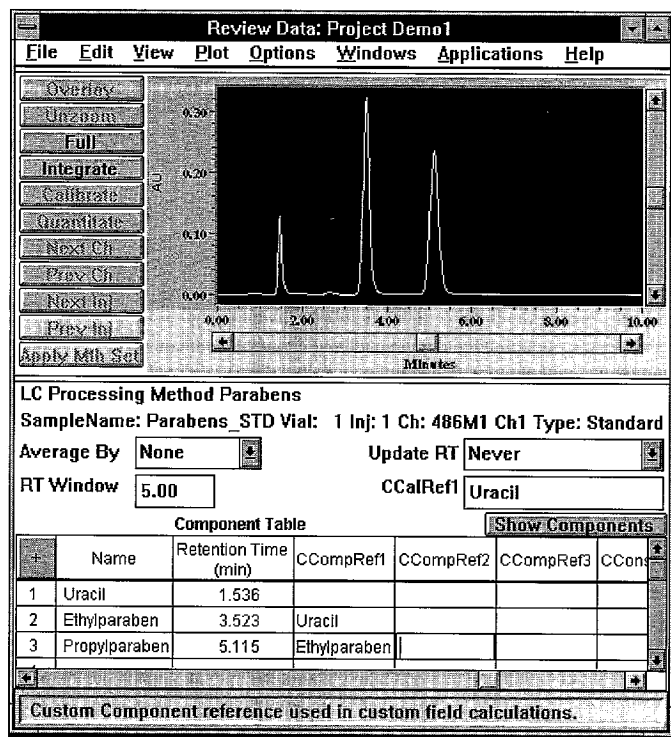 Review Data: Project Demo1
File Edit View Plot Options Windows Applications Help
Overlay
Unzoom
Full
Integrate
Calibrate
Quantitate
Next Ch
Prev Ch
Next Inj
Prev Inj
Apply Mth Set
AU
0.30
0.20
0.10
0.00
0.00 2.00 4.00 6.00 8.00 10.00
Minutes
LC Processing Method Parabens
SampleName: Parabens_STD Vial: 1 Inj: 1 Ch: 486M1 Ch1 Type: Standard
Average By None Update RT Never
RT Window 5.00 CCalRef1 Uracil
Component Table Show Components
+ Name Retention Time (min) CCompRef1 CCompRef2 CCompRef3 CCons
1 Uracil 1.536
2 Ethylparaben 3.523 Uracil
3 Propylparaben 5.115 Ethylparaben
Custom Component reference used in custom field calculations.